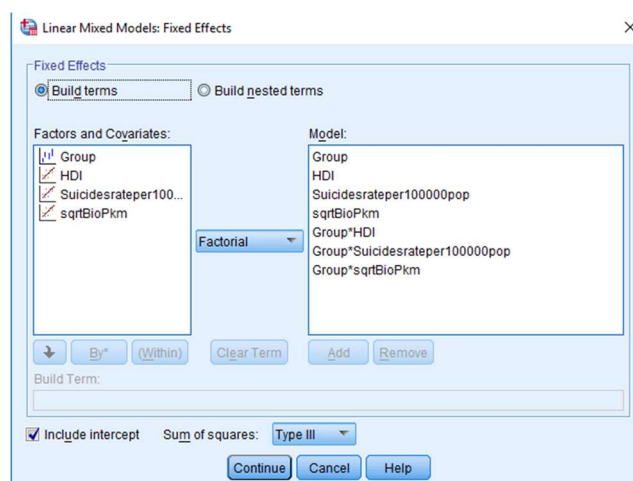 Linear Mixed Models: Fixed Effects
Fixed Effects
Build terms Build nested terms
Factors and Covariates: Model:
Group
HDI
Suicidesrateper100...
sqrtBioPkm
Factorial
Group
HDI
Suicidesrateper100000pop
sqrtBioPkm
Group*HDI
Group*Suicidesrateper100000pop
Group*sqrtBioPkm
By* (Within) Clear Term Add Remove
Build Term:
Include intercept Sum of squares: Type III
Continue Cancel Help